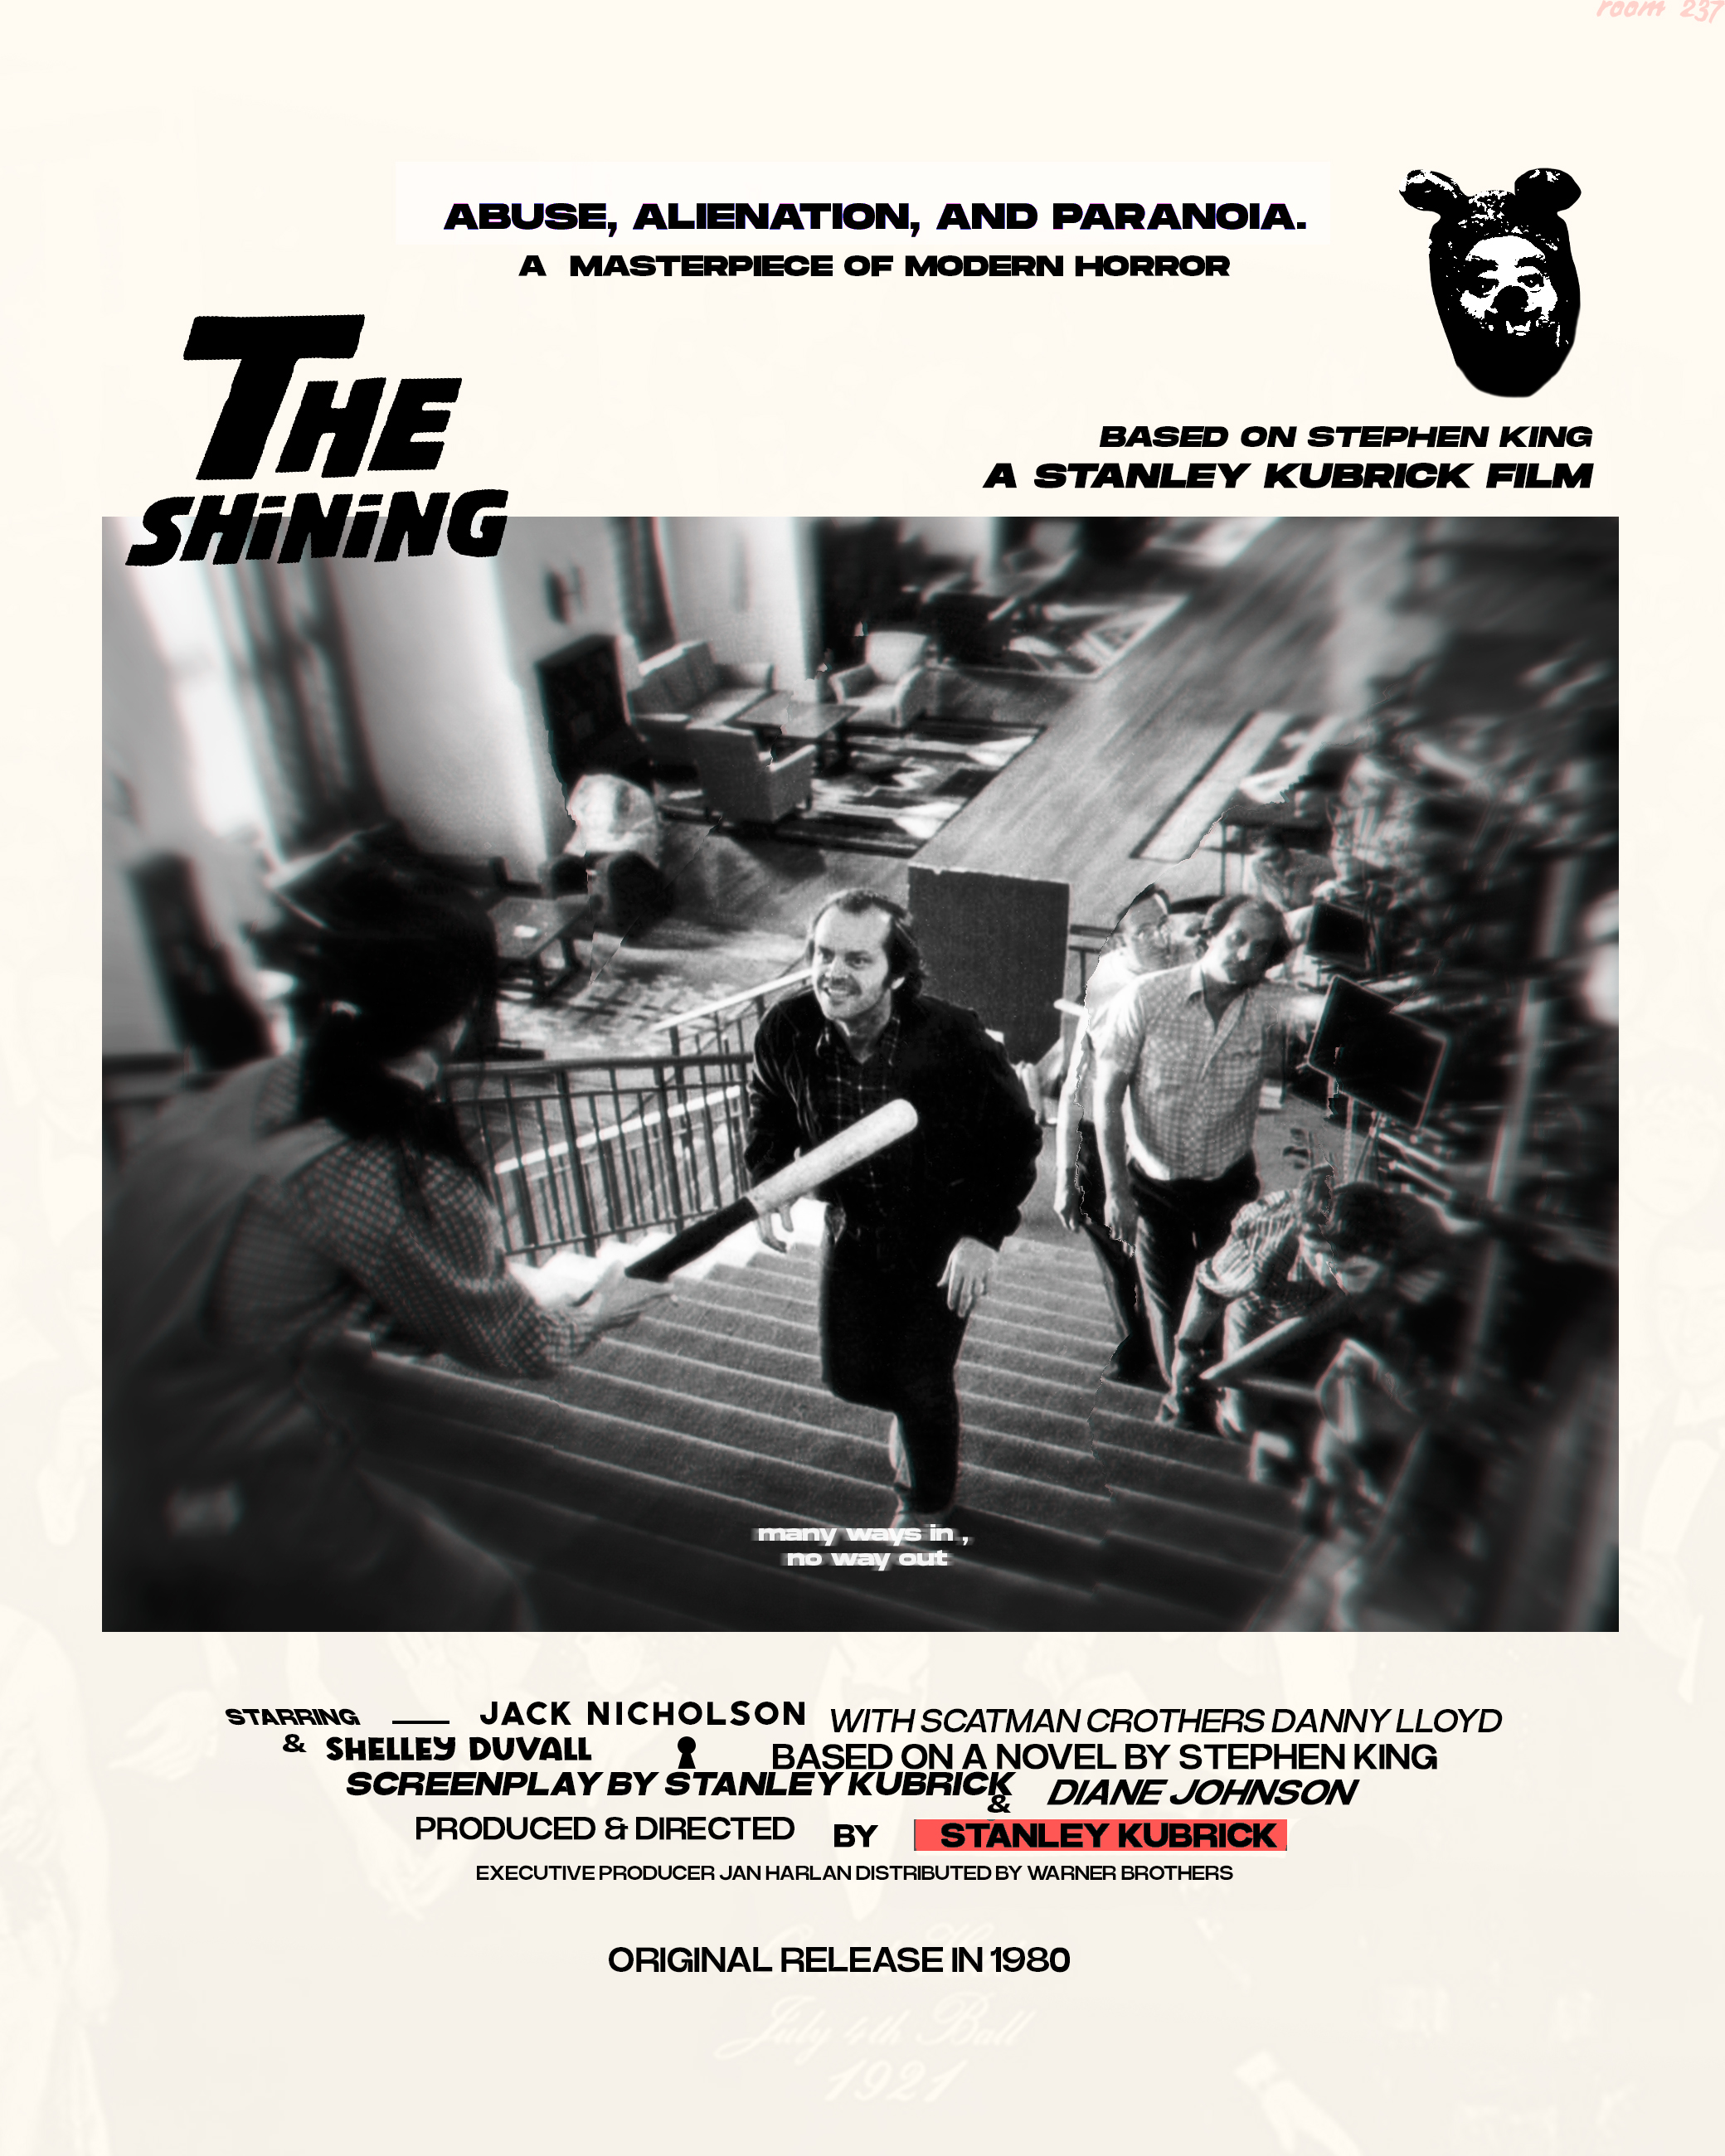 room 237
ABUSE, ALIENATION, AND PARANOIA.
A MASTERPIECE OF MODERN HORROR
THE
SHiNiNG
BASED ON STEPHEN KING
A STANLEY KUBRICK FILM
many ways in ,
no way out
STARRING JACK NICHOLSON WITH SCATMAN CROTHERS DANNY LLOYD
& SHELLEY DUVALL BASED ON A NOVEL BY STEPHEN KING
SCREENPLAY BY STANLEY KUBRICK & DIANE JOHNSON
PRODUCED & DIRECTED BY STANLEY KUBRICK
EXECUTIVE PRODUCER JAN HARLAN DISTRIBUTED BY WARNER BROTHERS
ORIGINAL RELEASE IN 1980
July 4th Ball
1921